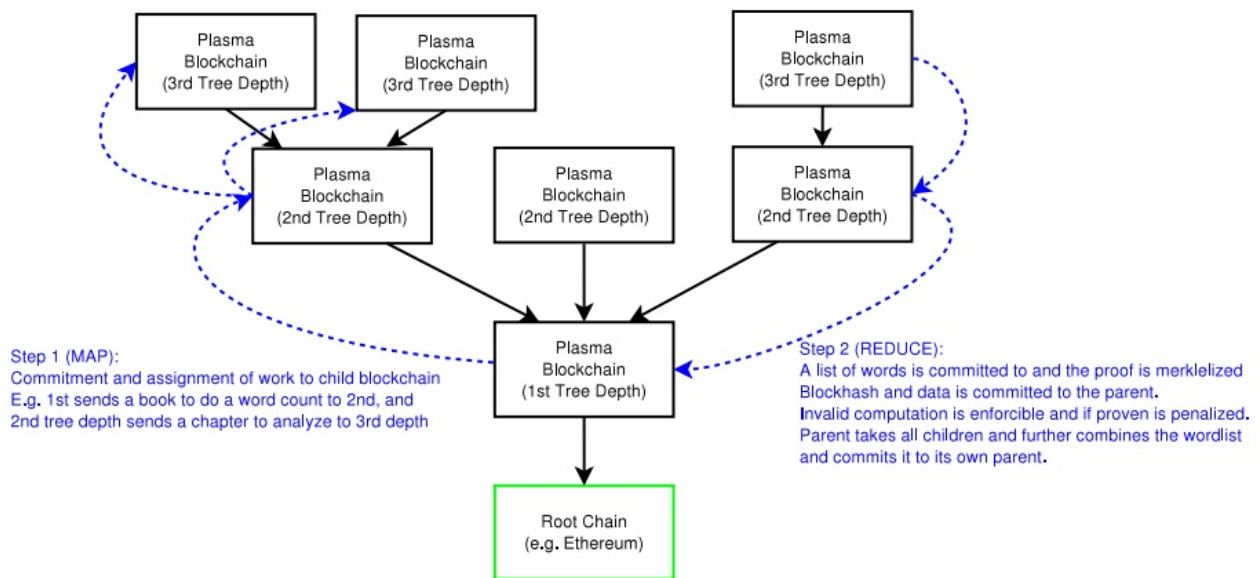 Plasma
Blockchain
(3rd Tree Depth)
Plasma
Blockchain
(3rd Tree Depth)
Plasma
Blockchain
(3rd Tree Depth)
Plasma
Blockchain
(2nd Tree Depth)
Plasma
Blockchain
(2nd Tree Depth)
Plasma
Blockchain
(2nd Tree Depth)
Step 1 (MAP):
Commitment and assignment of work to child blockchain
E.g. 1st sends a book to do a word count to 2nd, and
2nd tree depth sends a chapter to analyze to 3rd depth
Plasma
Blockchain
(1st Tree Depth)
Step 2 (REDUCE):
A list of words is committed to and the proof is merklelized
Blockhash and data is committed to the parent.
Invalid computation is enforcible and if proven is penalized.
Parent takes all children and further combines the wordlist
and commits it to its own parent.
Root Chain
(e.g. Ethereum)